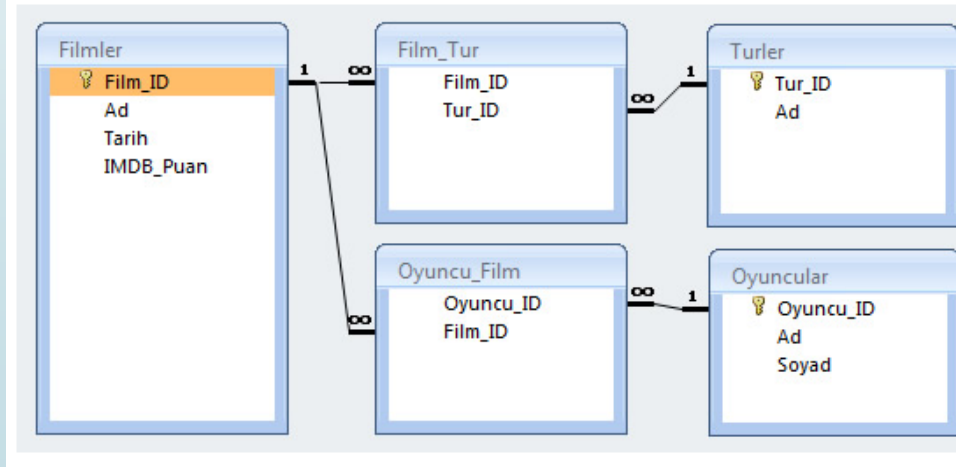 Filmler
Film_ID
Ad
Tarih
IMDB_Puan
1
∞
Film_Tur
Film_ID
Tur_ID
∞
1
Turler
Tur_ID
Ad
∞
Oyuncu_Film
Oyuncu_ID
Film_ID
∞
1
Oyuncular
Oyuncu_ID
Ad
Soyad